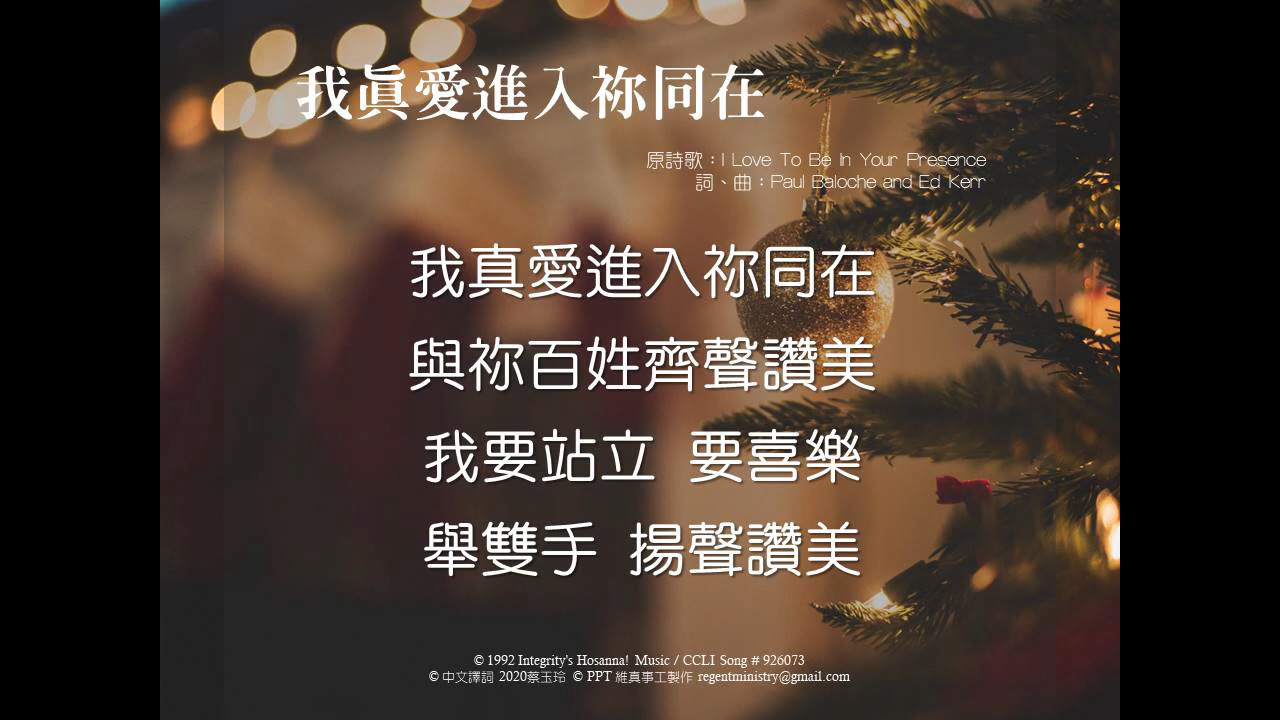 我眞愛進入祢同在
原詩歌：I Love To Be In Your Presence
詞、曲：Paul Baloche and Ed Kerr
我真愛進入祢同在
與祢百姓齊聲讚美
我要站立 要喜樂
舉雙手 揚聲讚美
© 1992 Integrity's Hosanna! Music / CCLI Song # 926073
© 中文譯詞 2020蔡玉玲 © PPT 維真事工製作 regentministry@gmail.com